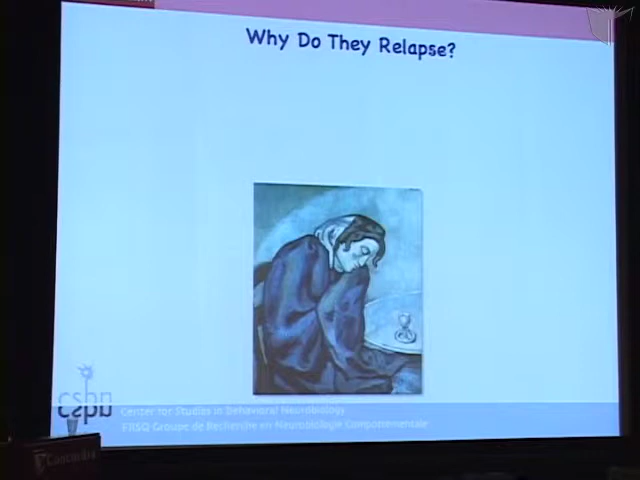 Why Do They Relapse?
csbn
Center for Studies in Behavioral Neurobiology
FRSQ Groupe de Recherche en Neurobiologie Comportementale
Concordia